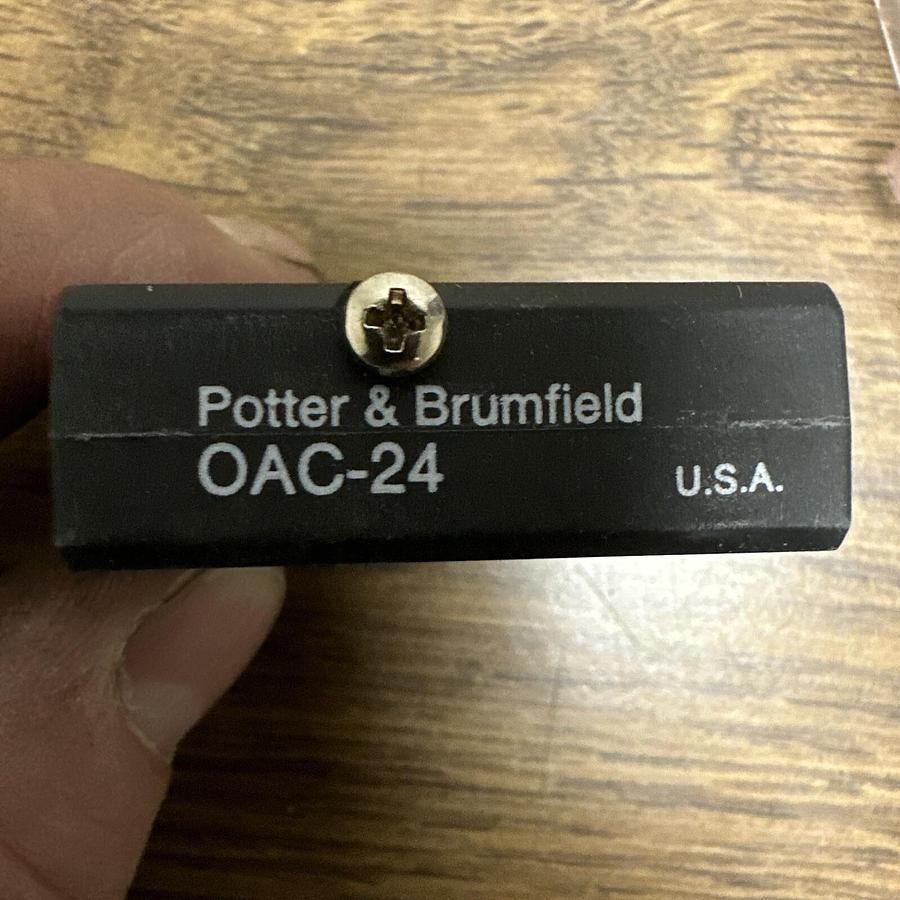 Potter & Brumfield
OAC-24
U.S.A.